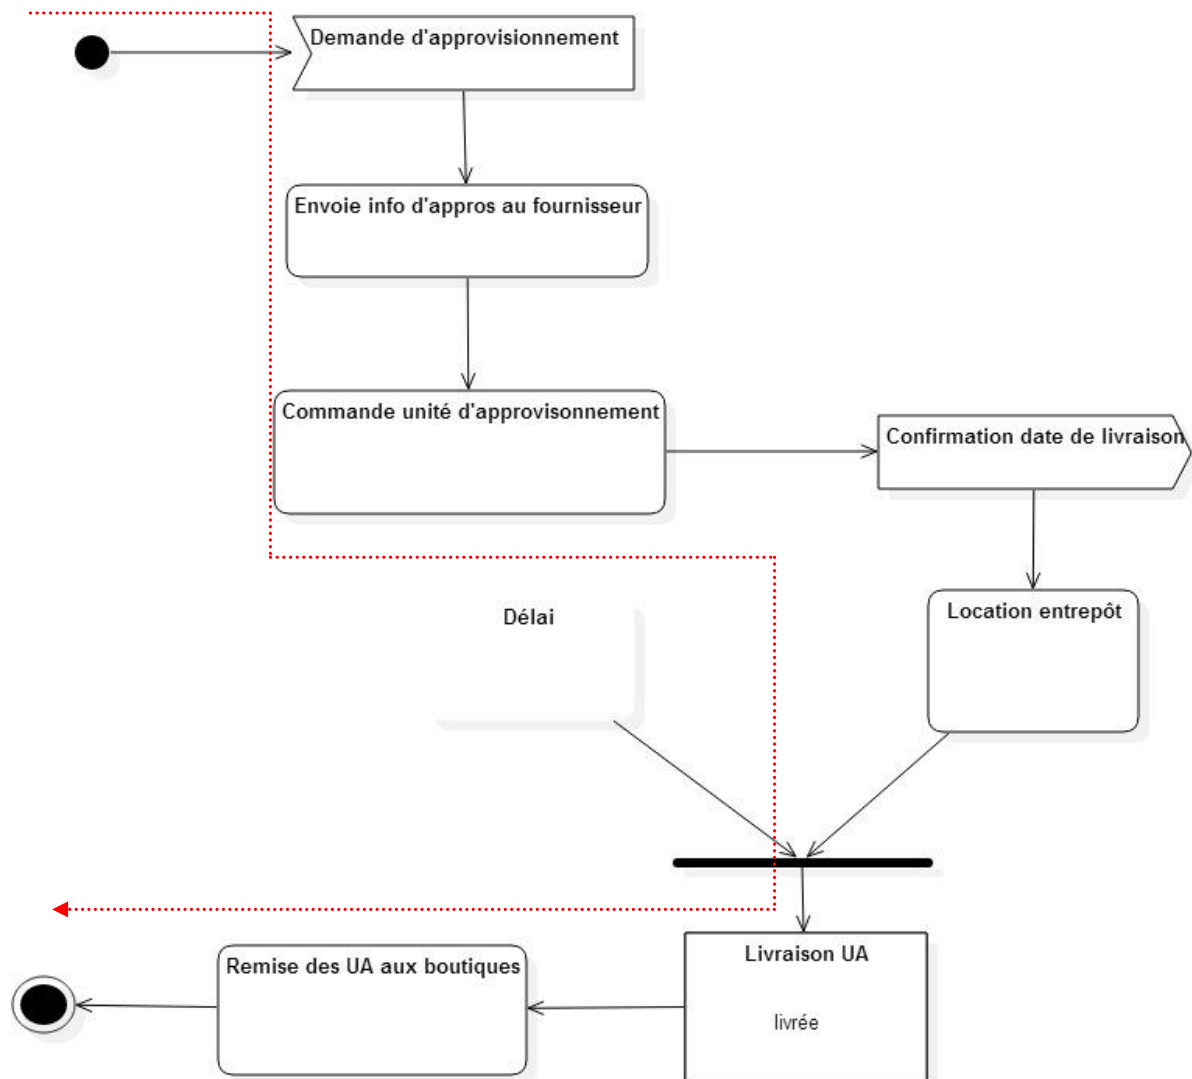 Demande d'approvisionnement
Envoie info d'appros au fournisseur
Commande unité d'approvisonnement
Confirmation date de livraison
Délai
Location entrepôt
Livraison UA
livrée
Remise des UA aux boutiques